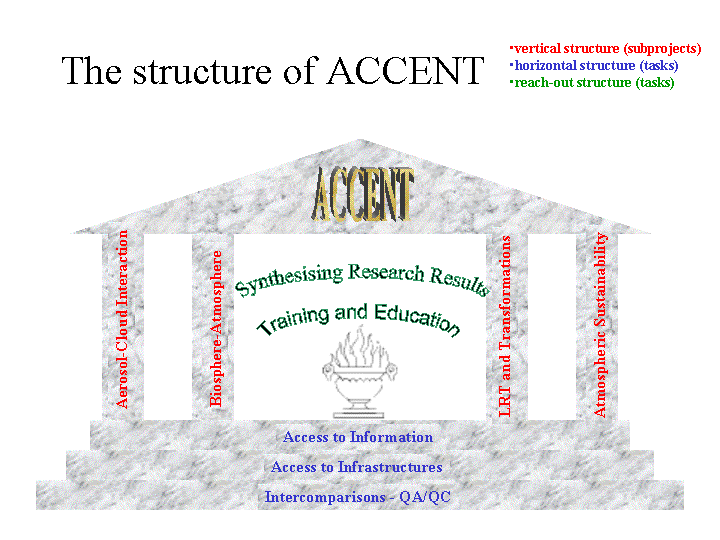 The structure of ACCENT
•vertical structure (subprojects)
•horizontal structure (tasks)
•reach-out structure (tasks)
ACCENT
Aerosol-Cloud Interaction
Biosphere-Atmosphere
Synthesising Research Results
Training and Education
LRT and Transformations
Atmospheric Sustainability
Access to Information
Access to Infrastructures
Intercomparisons - QA/QC